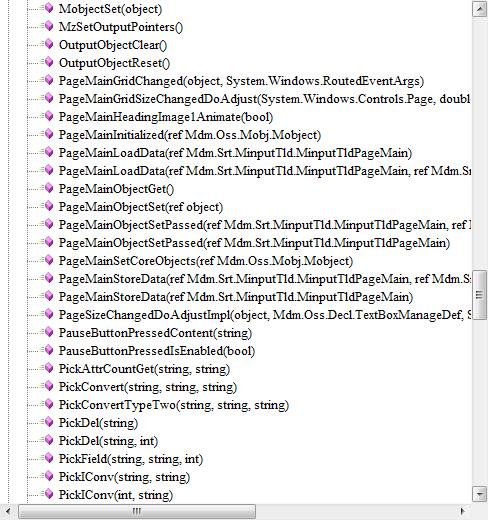 MobjectSet(object)
MzSetOutputPointers()
OutputObjectClear()
OutputObjectReset()
PageMainGridChanged(object, System.Windows.RoutedEventArgs)
PageMainGridSizeChangedDoAdjust(System.Windows.Controls.Page, doubl
PageMainHeadingImage1Animate(bool)
PageMainInitialized(ref Mdm.Oss.Mobj.Mobject)
PageMainLoadData(ref Mdm.Srt.MinputTld.MinputTldPageMain)
PageMainLoadData(ref Mdm.Srt.MinputTld.MinputTldPageMain, ref Mdm.Sr
PageMainObjectGet()
PageMainObjectSet(ref object)
PageMainObjectSetPassed(ref Mdm.Srt.MinputTld.MinputTldPageMain, ref
PageMainObjectSetPassed(ref Mdm.Srt.MinputTld.MinputTldPageMain)
PageMainSetCoreObjects(ref Mdm.Oss.Mobj.Mobject)
PageMainStoreData(ref Mdm.Srt.MinputTld.MinputTldPageMain, ref Mdm.S
PageMainStoreData(ref Mdm.Srt.MinputTld.MinputTldPageMain)
PageSizeChangedDoAdjustImpl(object, Mdm.Oss.Decl.TextBoxManageDef, S
PauseButtonPressedContent(string)
PauseButtonPressedIsEnabled(bool)
PickAttrCountGet(string, string)
PickConvert(string, string, string)
PickConvertTypeTwo(string, string, string)
PickDel(string)
PickDel(string, int)
PickField(string, string, int)
PickIConv(string, string)
PickIConv(int, string)